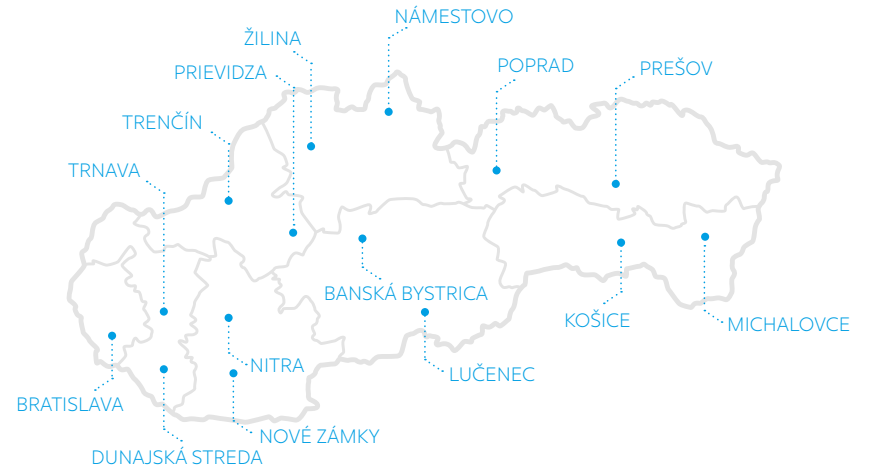 NÁMESTOVO
ŽILINA
POPRAD
PREŠOV
PRIEVIDZA
TRENČÍN
TRNAVA
BANSKÁ BYSTRICA
KOŠICE
MICHALOVCE
NITRA
LUČENEC
BRATISLAVA
NOVÉ ZÁMKY
DUNAJSKÁ STREDA